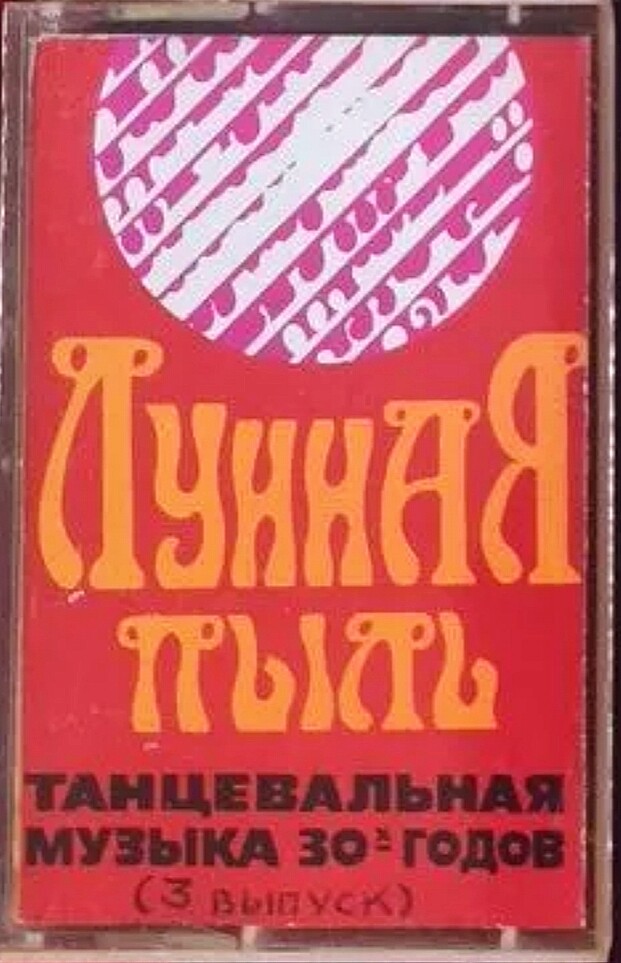 Лунная
пыль
ТАНЦЕВАЛЬНАЯ
МУЗЫКА 30х ГОДОВ
(3 ВЫПУСК)